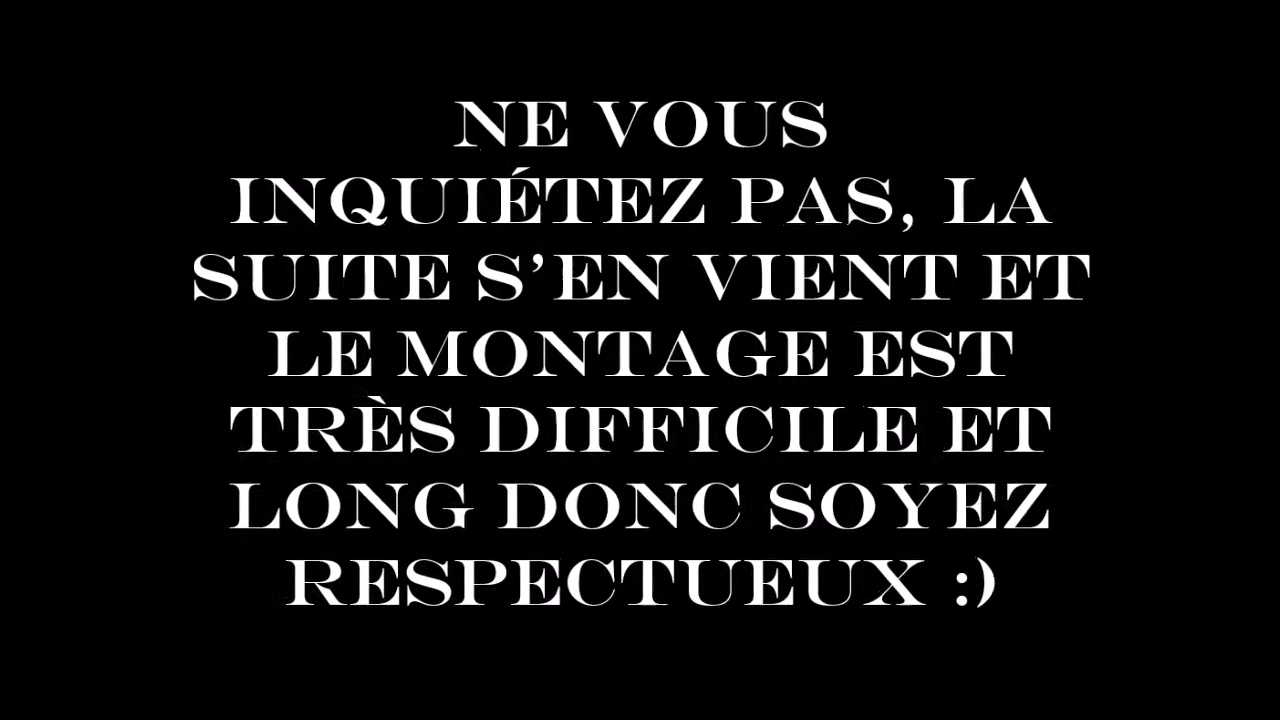 NE VOUS
INQUIÉTEZ PAS, LA
SUITE S'EN VIENT ET
LE MONTAGE EST
TRÈS DIFFICILE ET
LONG DONC SOYEZ
RESPECTUEUX :)